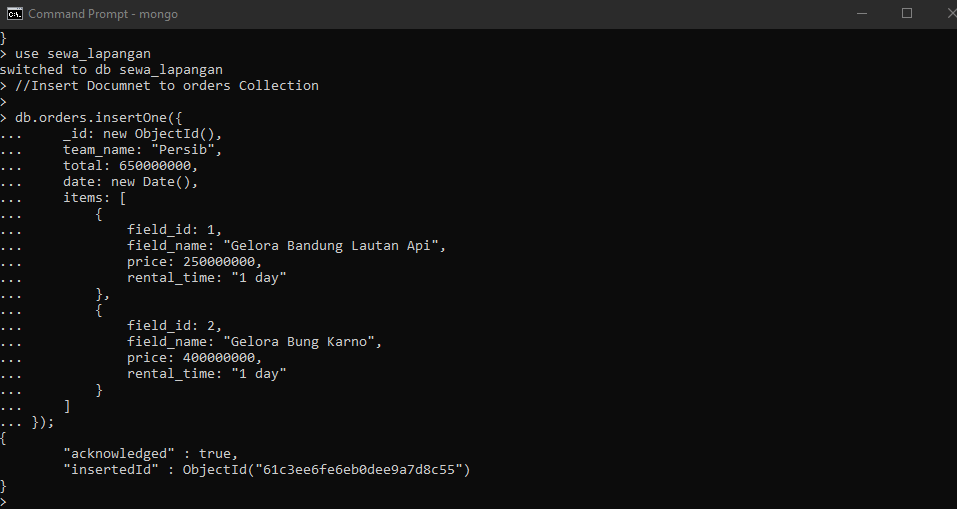 Command Prompt - mongo
}
> use sewa_lapangan
switched to db sewa_lapangan
> //Insert Documnet to orders Collection
>
> db.orders.insertOne({
...     _id: new ObjectId(),
...     team_name: "Persib",
...     total: 650000000,
...     date: new Date(),
...     items: [
...         {
...             field_id: 1,
...             field_name: "Gelora Bandung Lautan Api",
...             price: 250000000,
...             rental_time: "1 day"
...         },
...         {
...             field_id: 2,
...             field_name: "Gelora Bung Karno",
...             price: 400000000,
...             rental_time: "1 day"
...         }
...     ]
... });
{
        "acknowledged" : true,
        "insertedId" : ObjectId("61c3ee6fe6eb0dee9a7d8c55")
}
>